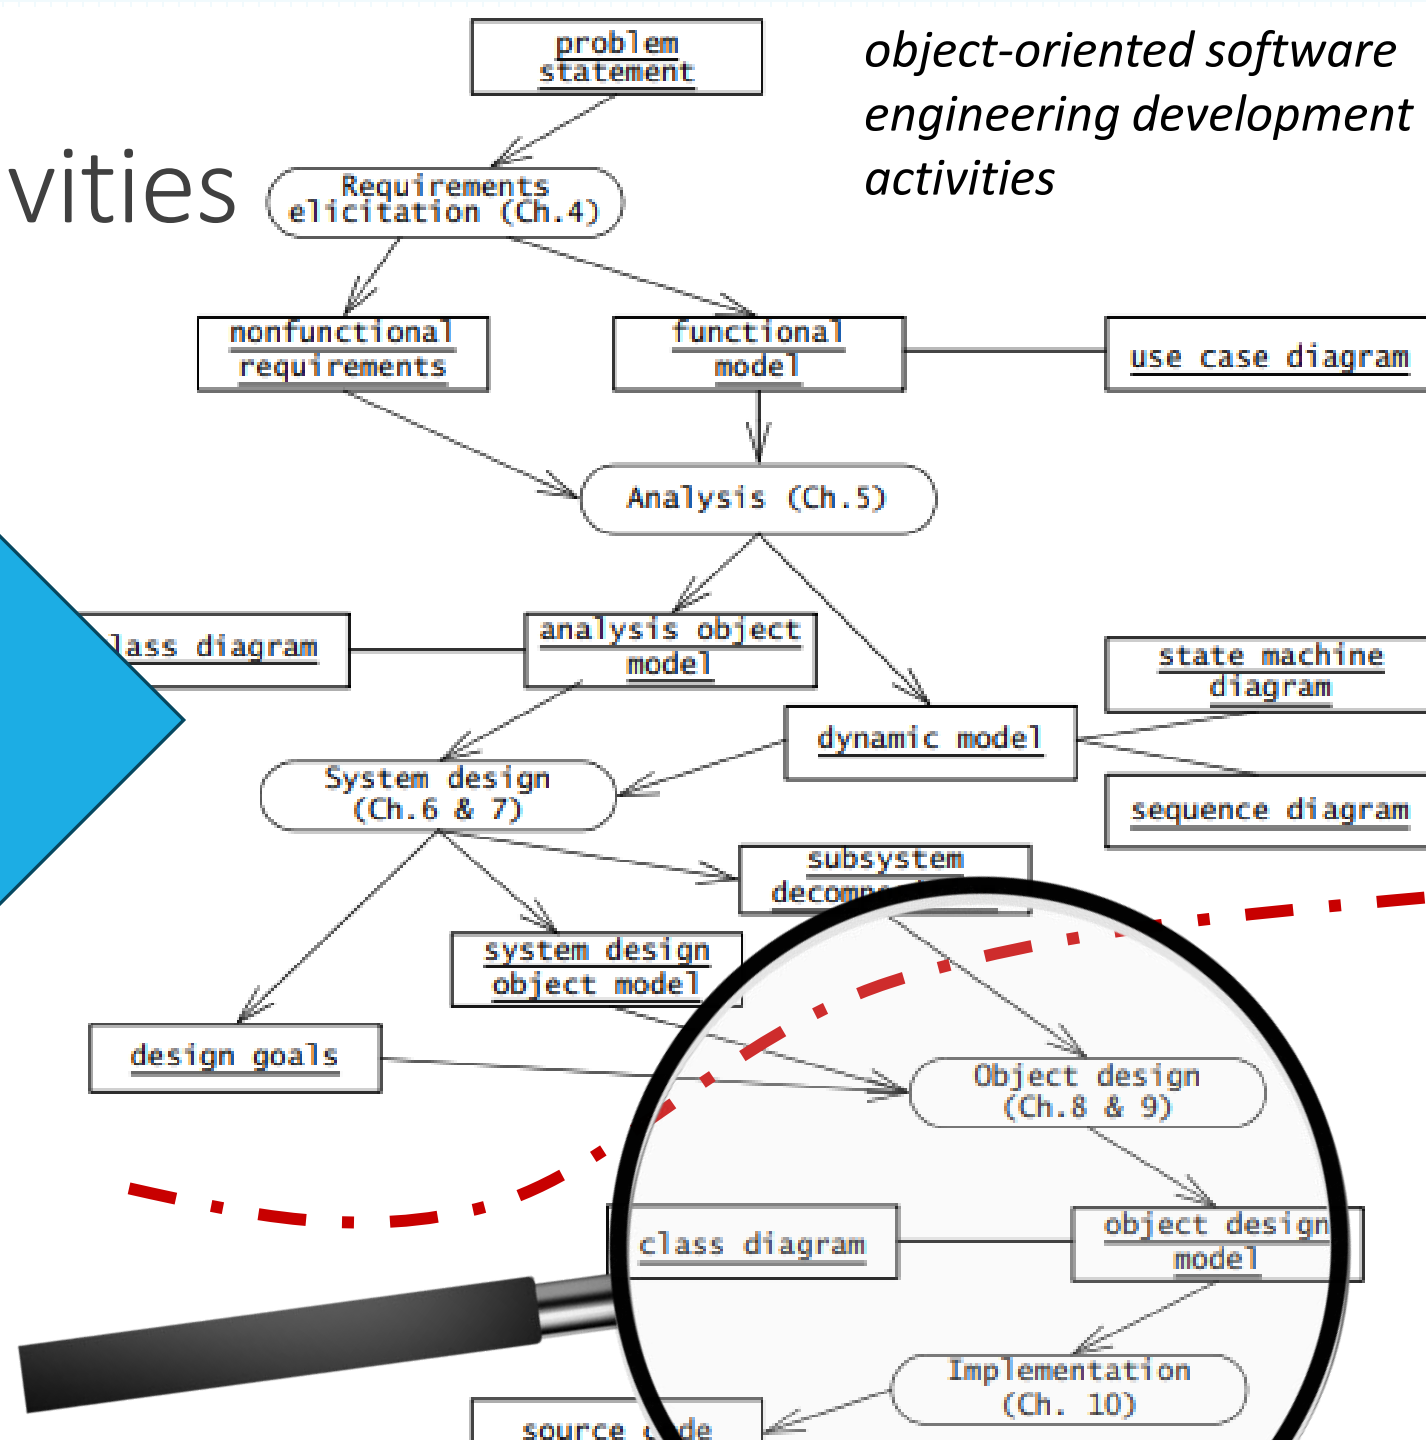 object-oriented software
engineering development
activities
vities
problem
statement
Requirements
elicitation (Ch.4)
nonfunctional
requirements
functional
model
use case diagram
Analysis (Ch.5)
lass diagram
analysis object
model
state machine
diagram
dynamic model
System design
(Ch.6 & 7)
sequence diagram
subsystem
system design
object model
design goals
Object design
(Ch.8 & 9)
class diagram
object design
model
Implementation
(Ch. 10)
source